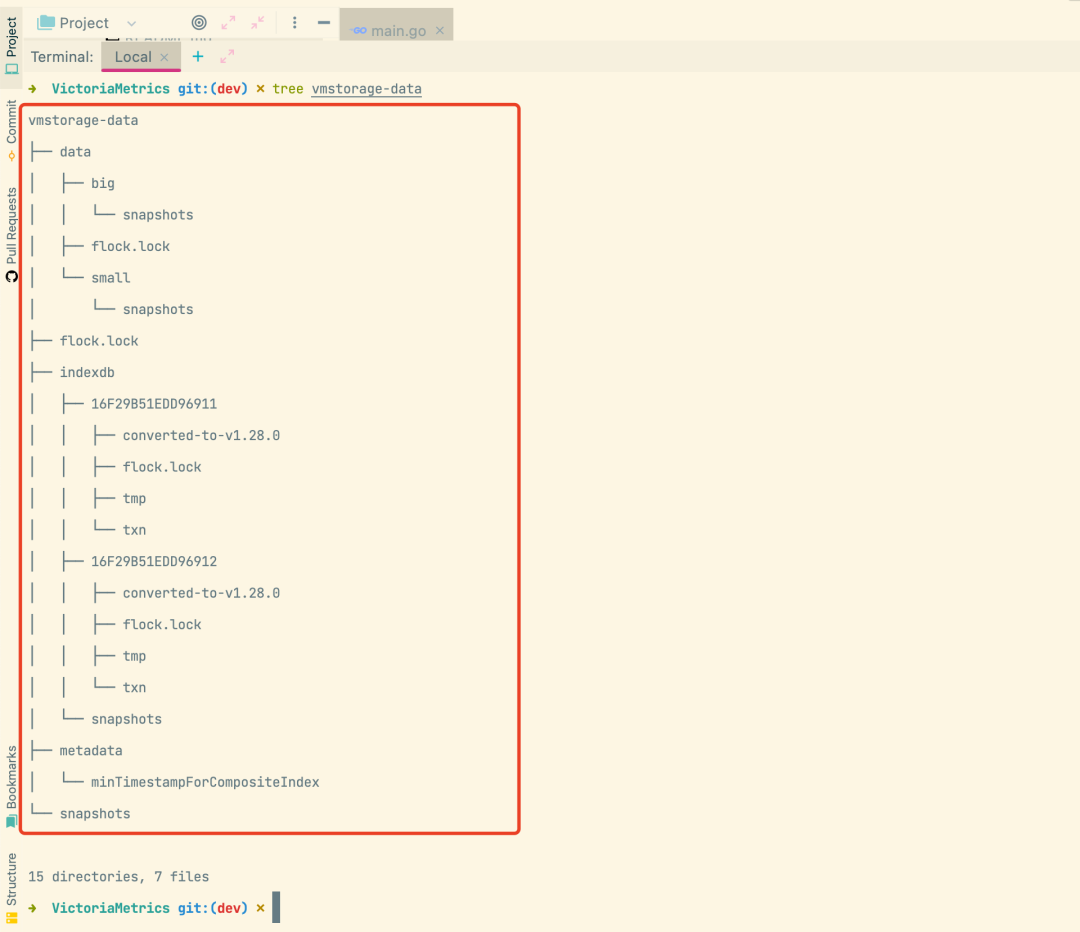 Project
main.go
Terminal:
Local
VictoriaMetrics git:(dev) × tree vmstorage-data
vmstorage-data
├── data
│   ├── big
│   │   └── snapshots
│   ├── flock.lock
│   └── small
│       └── snapshots
├── flock.lock
├── indexdb
│   ├── 16F29B51EDD96911
│   │   ├── converted-to-v1.28.0
│   │   ├── flock.lock
│   │   ├── tmp
│   │   └── txn
│   ├── 16F29B51EDD96912
│   │   ├── converted-to-v1.28.0
│   │   ├── flock.lock
│   │   ├── tmp
│   │   └── txn
│   └── snapshots
├── metadata
│   └── minTimestampForCompositeIndex
└── snapshots
15 directories, 7 files
VictoriaMetrics git:(dev) ×
Project
Commit
Pull Requests
Bookmarks
Structure